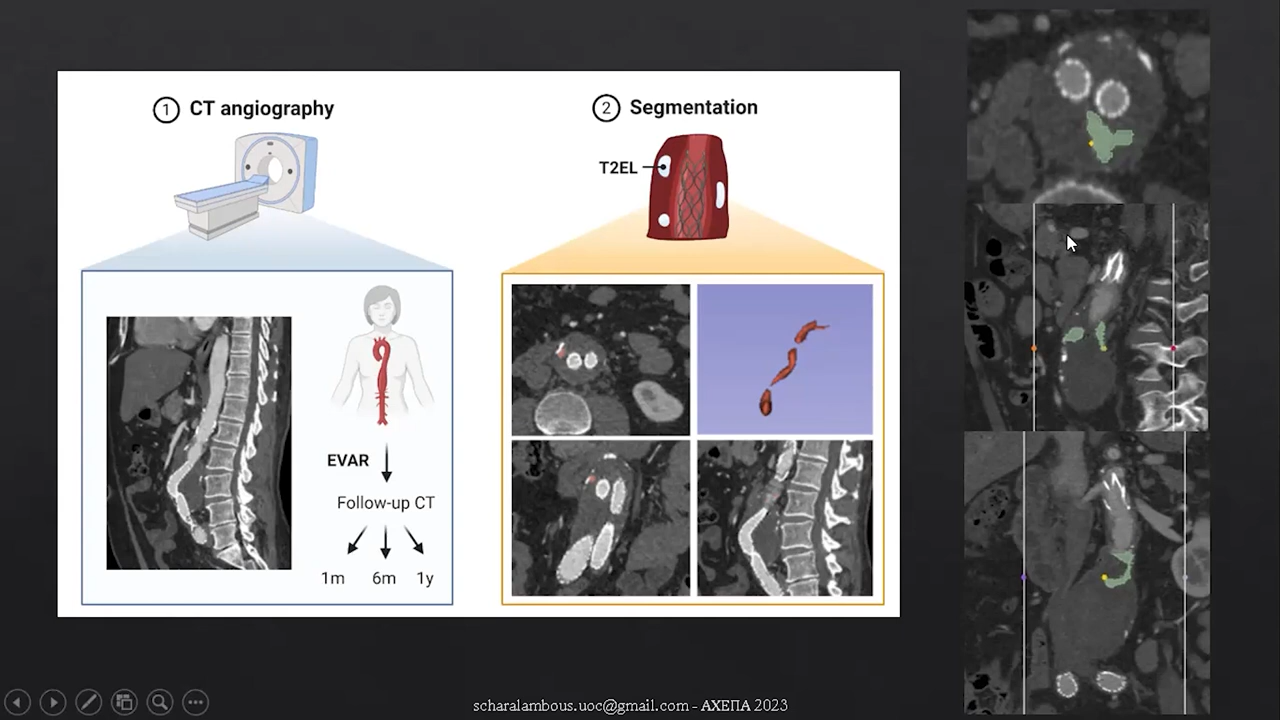 1 CT angiography
2 Segmentation
T2EL
EVAR
Follow-up CT
1m 6m 1y
scharalambous.uoc@gmail.com - ΑΧΕΠΑ 2023